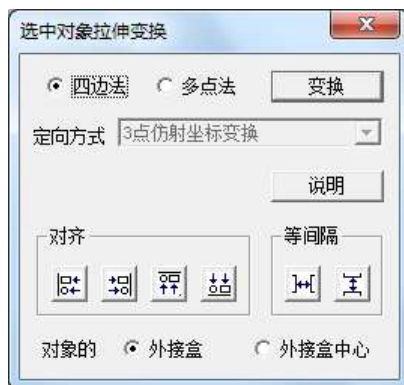 选中对象拉伸变换
四边法 多点法 变换
定向方式 3点仿射坐标变换
说明
对齐 等间隔
对象的 外接盒 外接盒中心